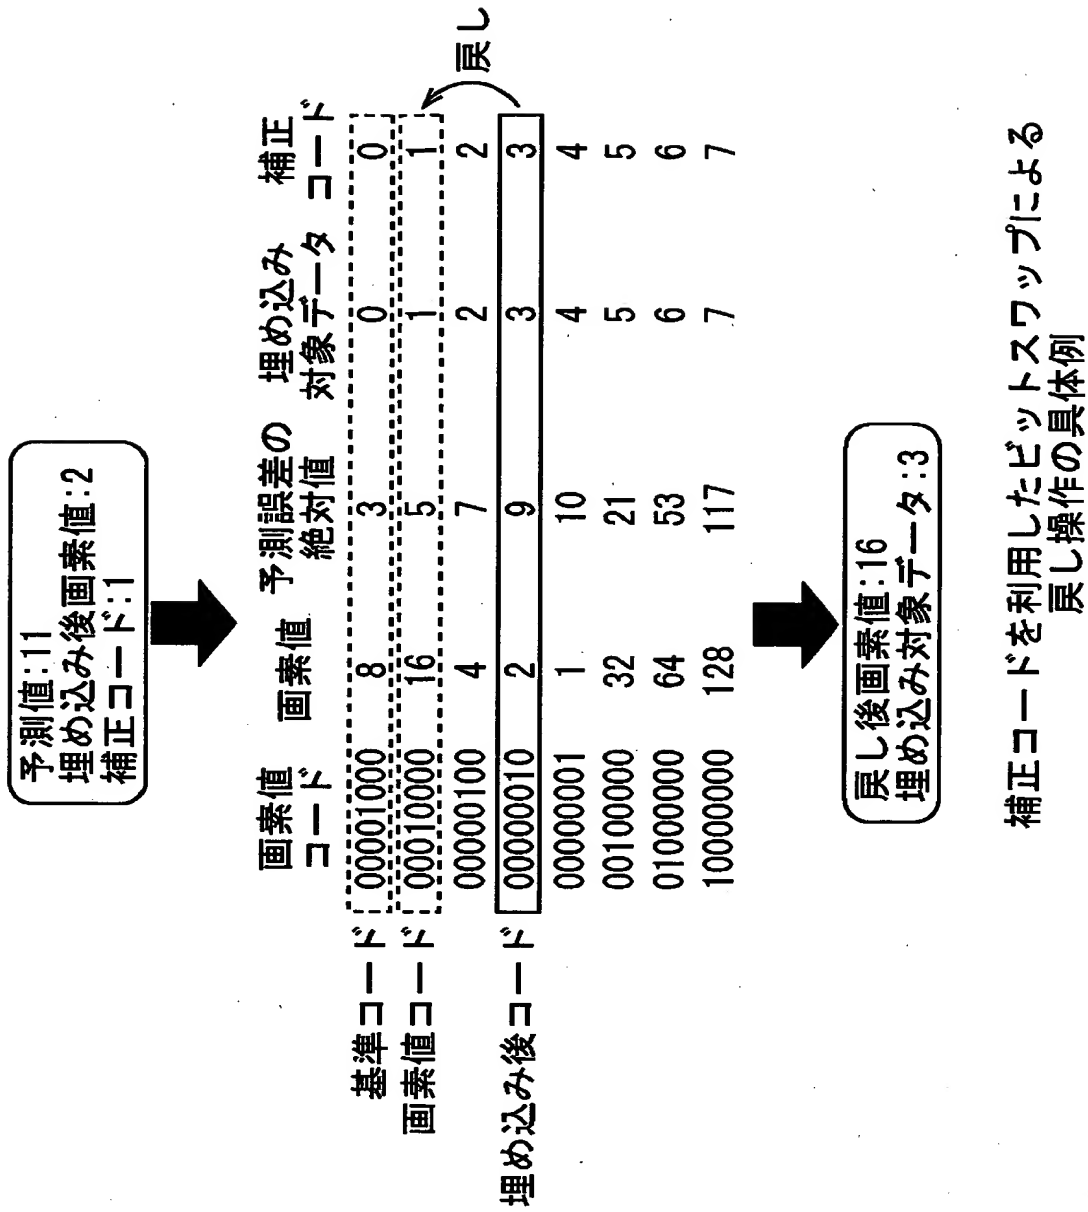 予測値:11
埋め込み後画素値:2
補正コード:1
画素値
コード
画素値
予測誤差の
絶対値
埋め込み
対象データ
補正
コード
基準コード 00001000 8 3 0 0
画素値コード 00010000 16 5 1 1
00000100 4 7 2 2
埋め込み後コード 00000010 2 9 3 3
00000001 1 10 4 4
00100000 32 21 5 5
01000000 64 53 6 6
10000000 128 117 7 7
戻し
戻し後画素値:16
埋め込み対象データ:3
補正コードを利用したビットスワップによる
戻し操作の具体例